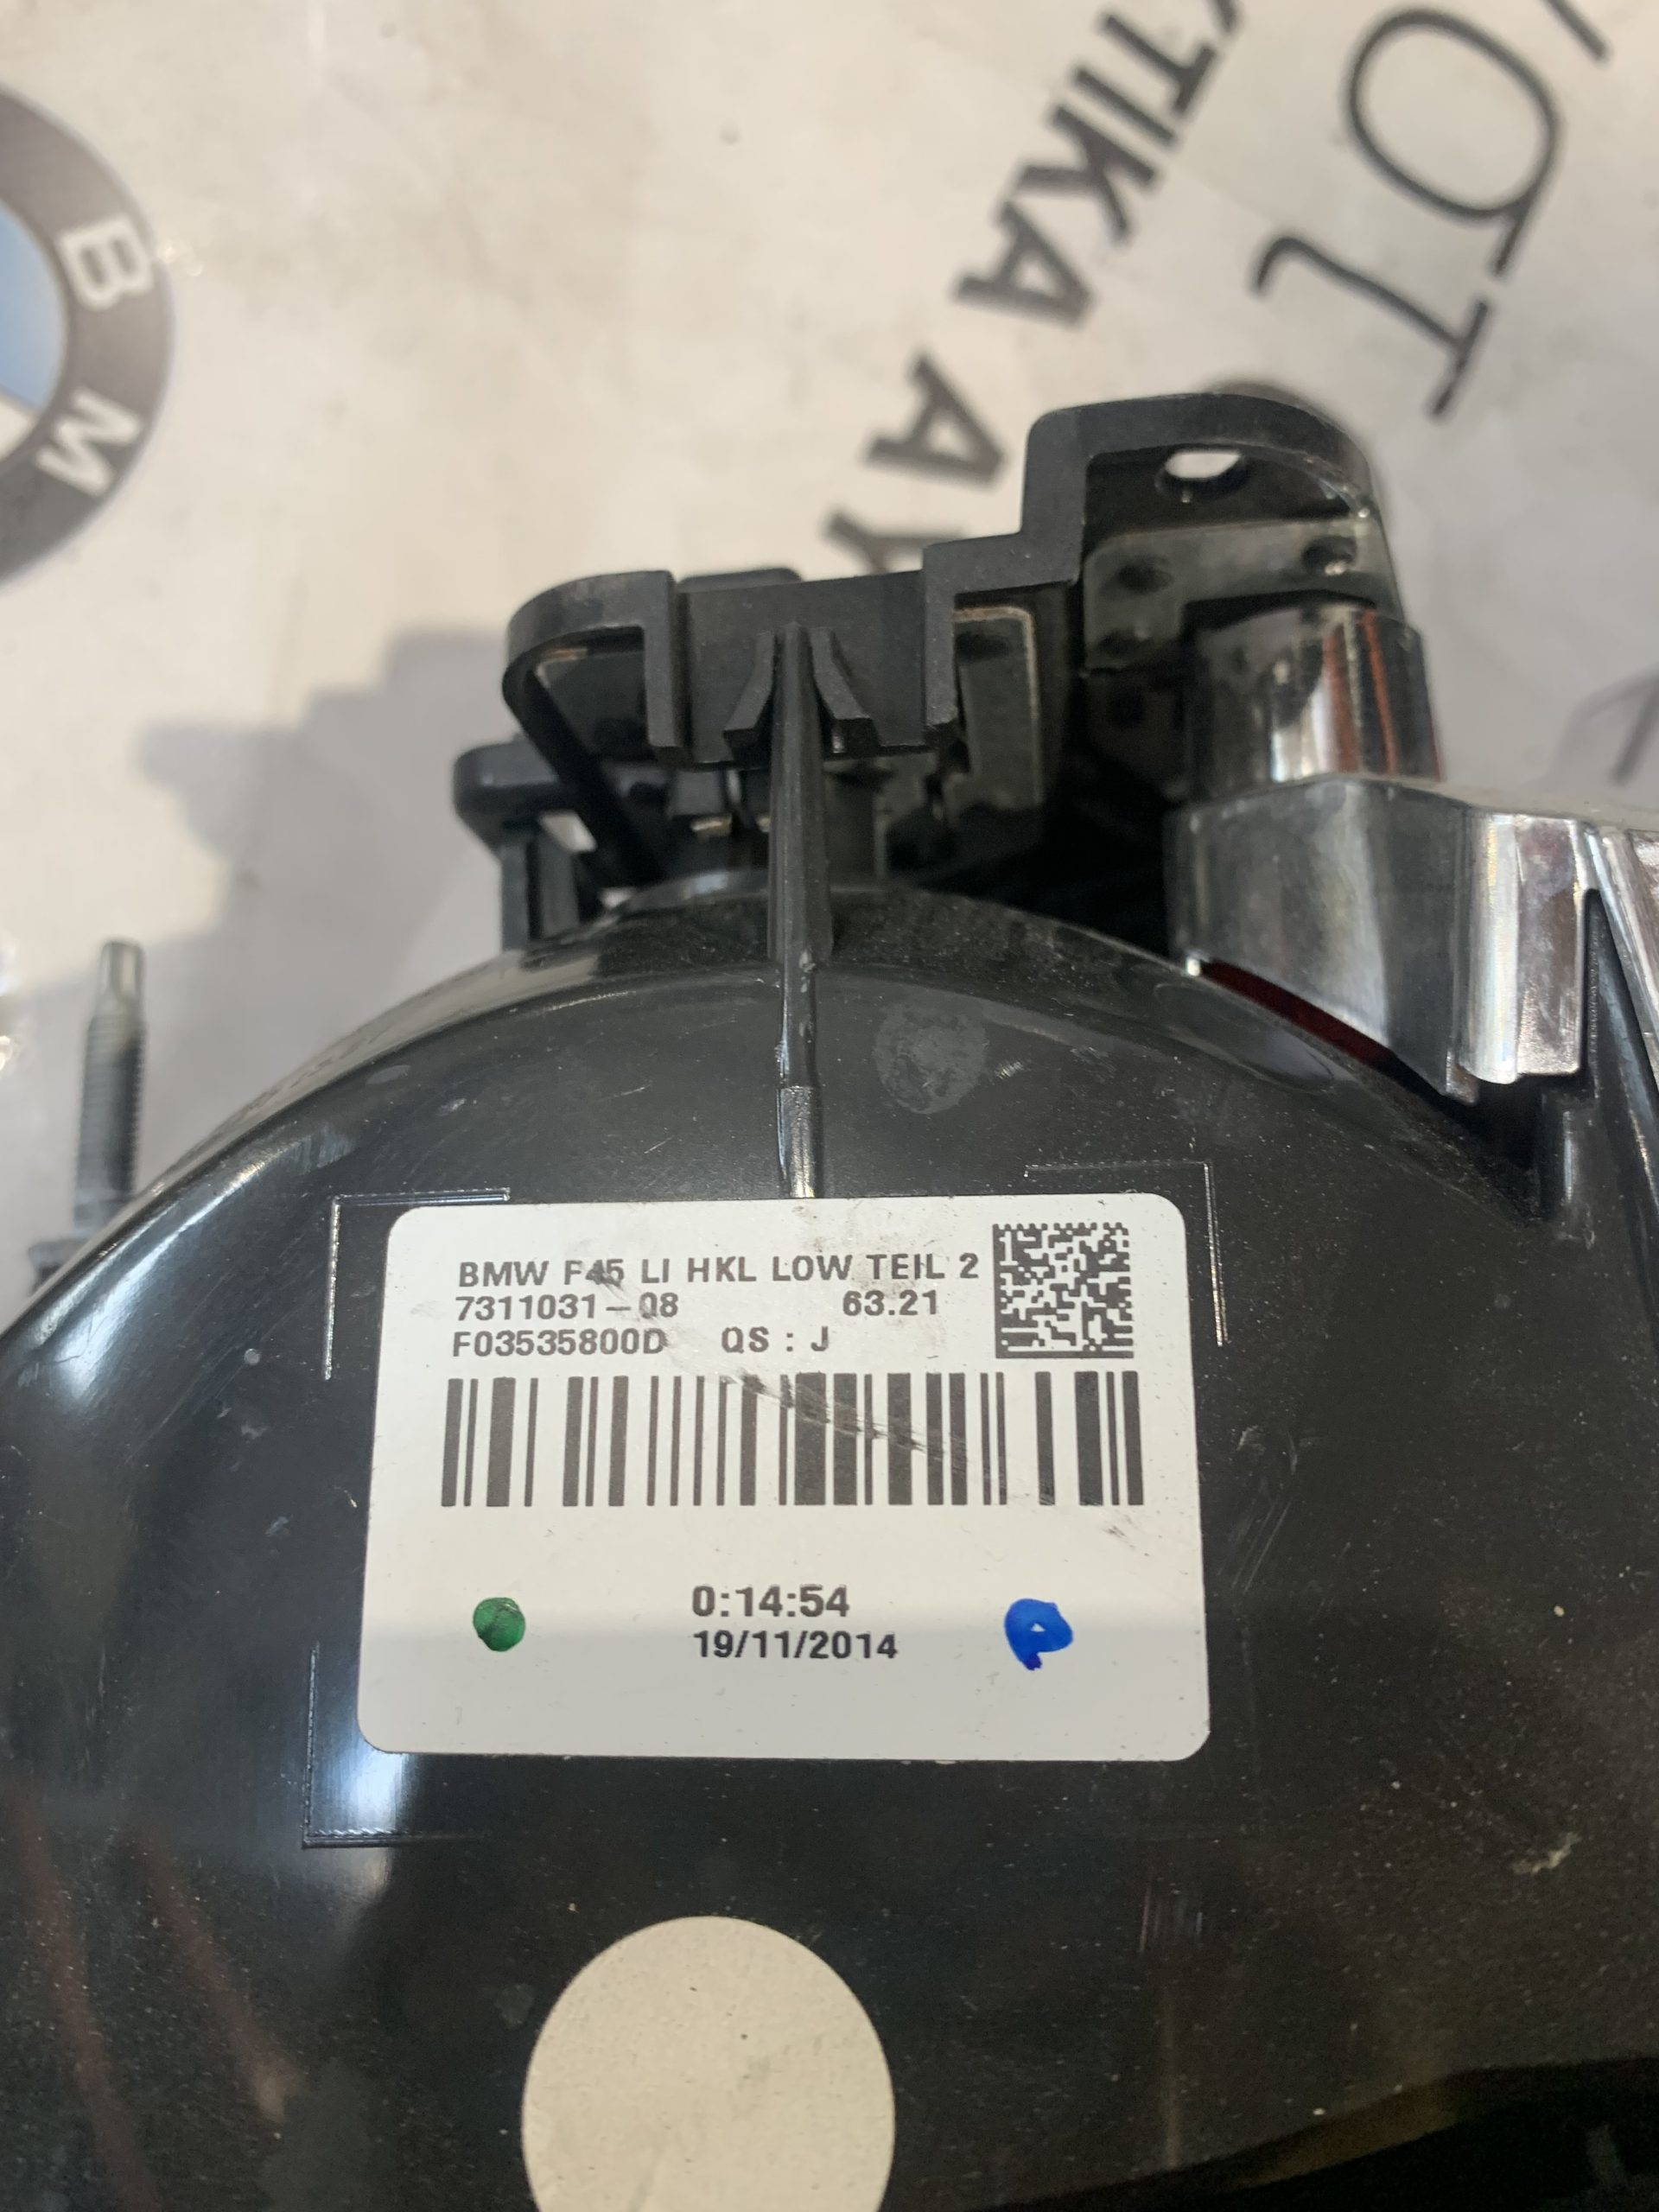 BMW F45 LI HKL LOW TEIL 2
7311031-08 63.21
F03535800D QS : J
0:14:54
19/11/2014
B M
TIKA